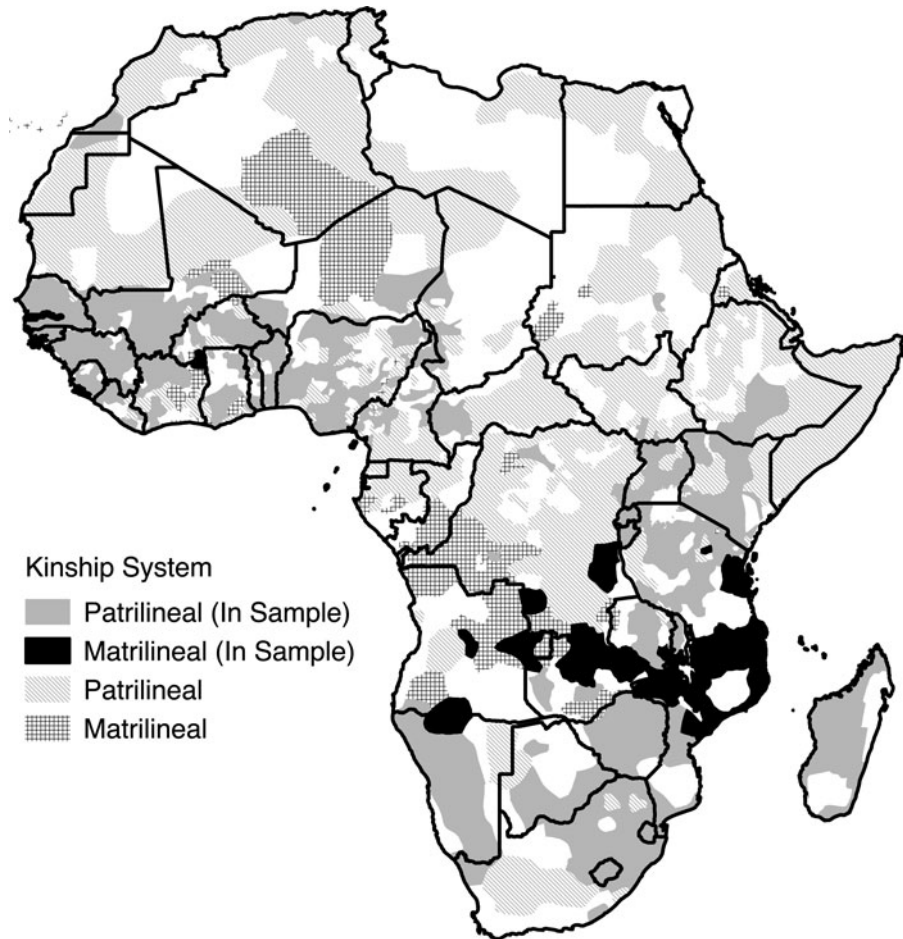 Kinship System
Patrilineal (In Sample)
Matrilineal (In Sample)
Patrilineal
Matrilineal